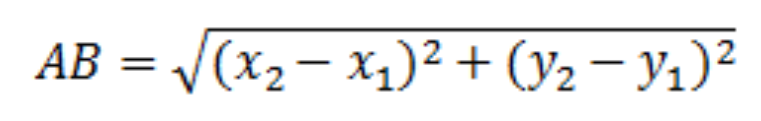 AB = √(x₂ − x₁)² + (y₂ − y₁)²